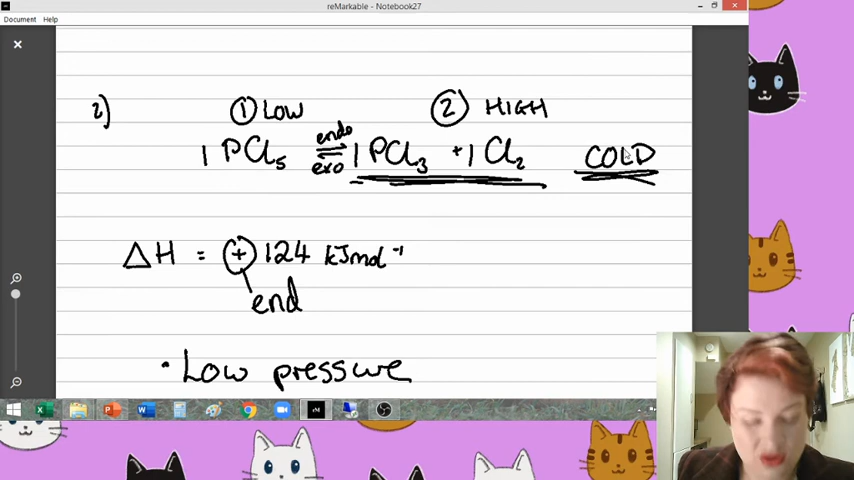 reMarkable - Notebook27
Document Help
2)
① LOW ② HIGH
endo
1 PCl₅ ⇌ 1 PCl₃ + 1 Cl₂ COLD
exo
△H = + 124 kJmol⁻¹
end
• Low pressure